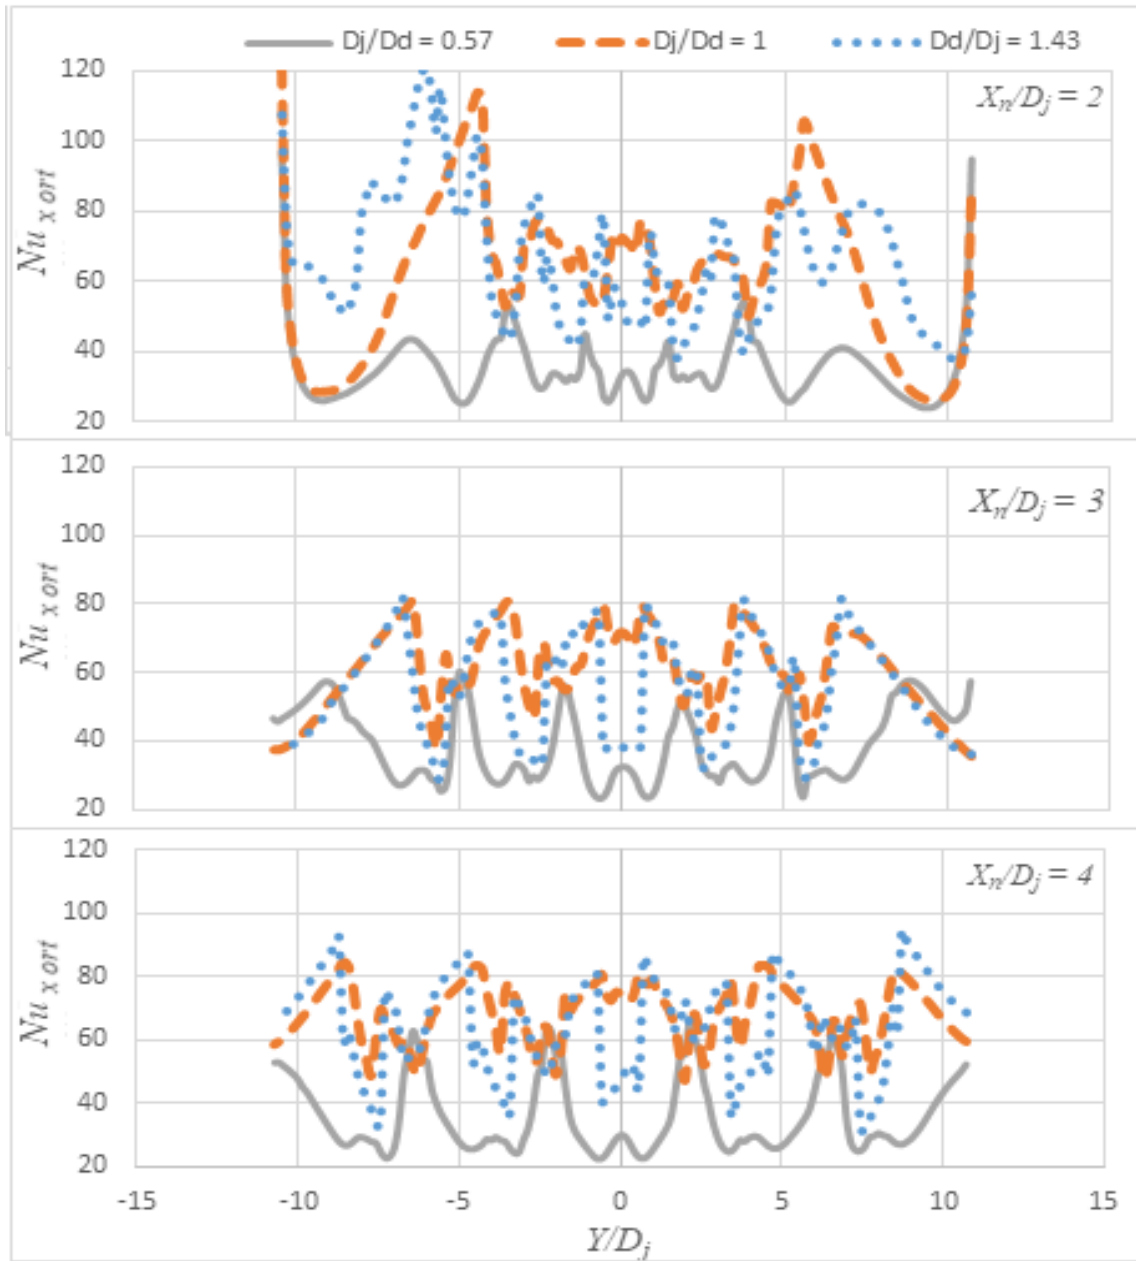 Dj/Dd = 0.57 Dj/Dd = 1 Dd/Dj = 1.43
120
100
80
60
40
20
Nu x ort
Xn/Dj = 2
120
100
80
60
40
20
Nu x ort
Xn/Dj = 3
120
100
80
60
40
20
Nu x ort
Xn/Dj = 4
-15 -10 -5 0 5 10 15
Y/Dj